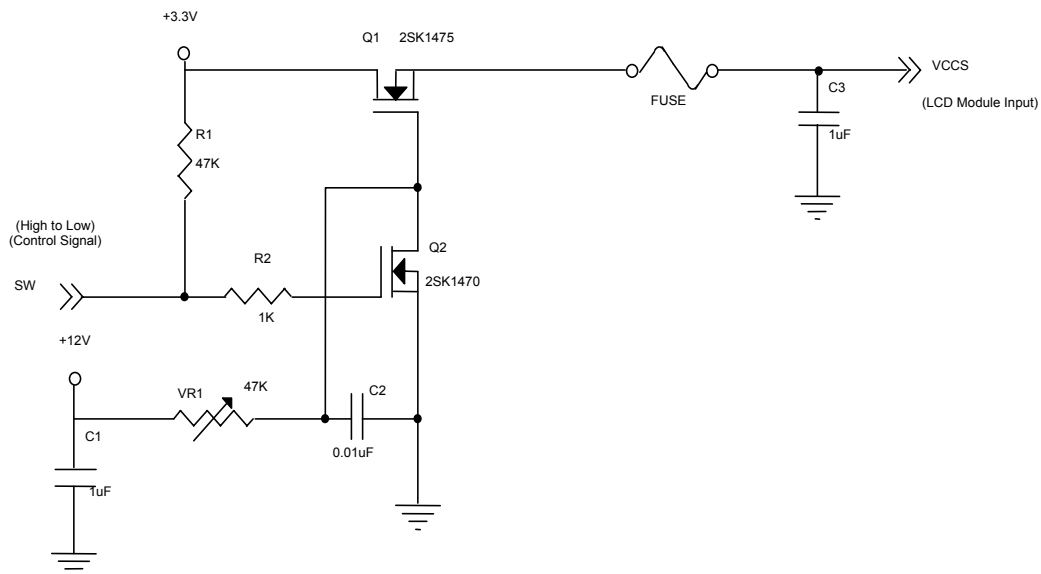 +3.3V
Q1 2SK1475
VCCS
(LCD Module Input)
FUSE
C3
1uF
R1
47K
(High to Low)
(Control Signal)
SW
R2
1K
Q2
2SK1470
+12V
VR1
47K
C2
0.01uF
C1
1uF